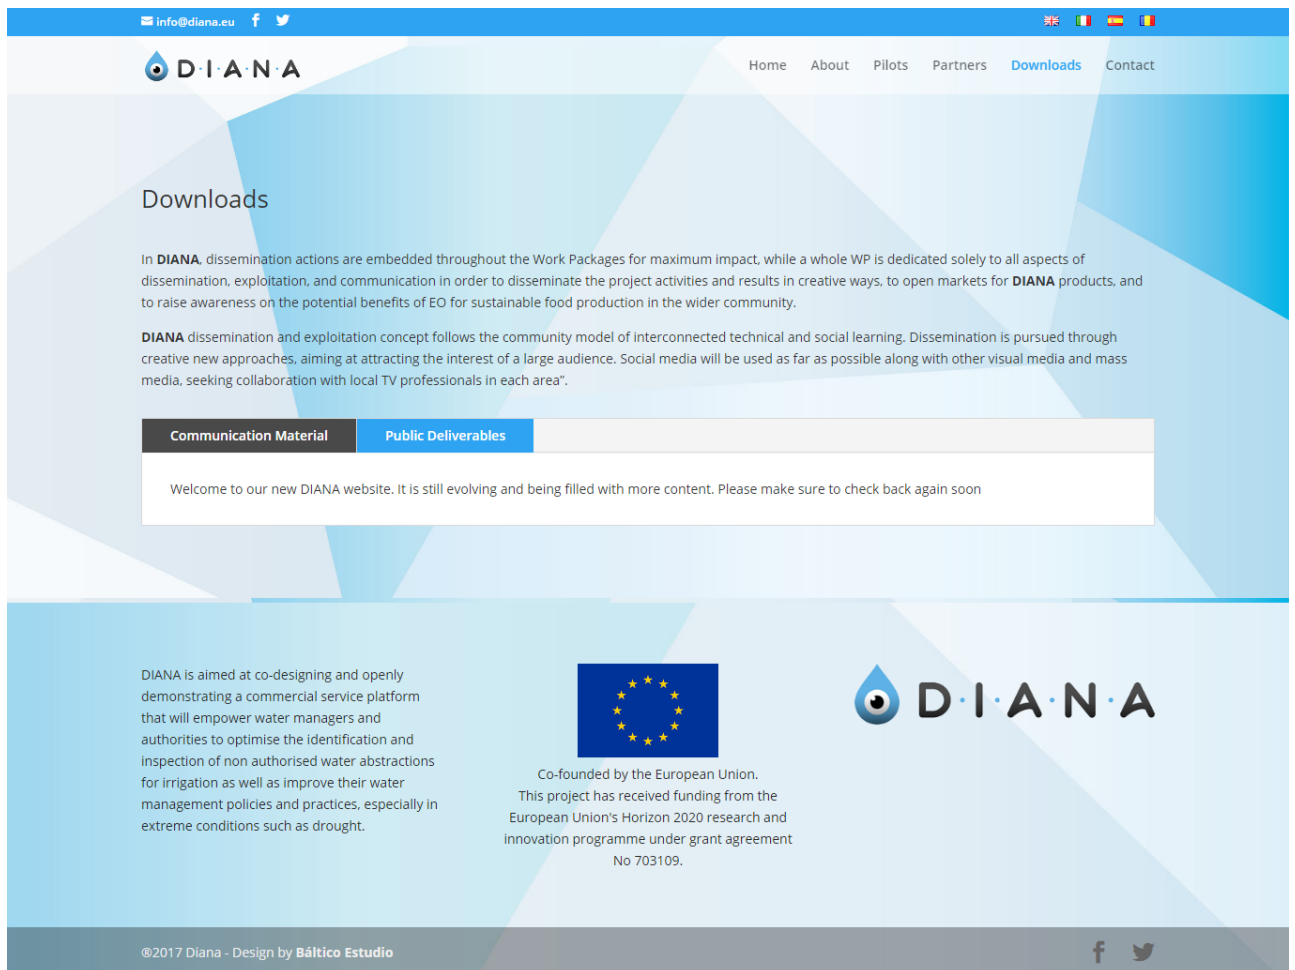 info@diana.eu
D·I·A·N·A
Home About Pilots Partners Downloads Contact
Downloads
In DIANA, dissemination actions are embedded throughout the Work Packages for maximum impact, while a whole WP is dedicated solely to all aspects of
dissemination, exploitation, and communication in order to disseminate the project activities and results in creative ways, to open markets for DIANA products, and
to raise awareness on the potential benefits of EO for sustainable food production in the wider community.
DIANA dissemination and exploitation concept follows the community model of interconnected technical and social learning. Dissemination is pursued through
creative new approaches, aiming at attracting the interest of a large audience. Social media will be used as far as possible along with other visual media and mass
media, seeking collaboration with local TV professionals in each area”.
Communication Material Public Deliverables
Welcome to our new DIANA website. It is still evolving and being filled with more content. Please make sure to check back again soon
DIANA is aimed at co-designing and openly
demonstrating a commercial service platform
that will empower water managers and
authorities to optimise the identification and
inspection of non authorised water abstractions
for irrigation as well as improve their water
management policies and practices, especially in
extreme conditions such as drought.
Co-founded by the European Union.
This project has received funding from the
European Union's Horizon 2020 research and
innovation programme under grant agreement
No 703109.
D·I·A·N·A
®2017 Diana - Design by Báltico Estudio